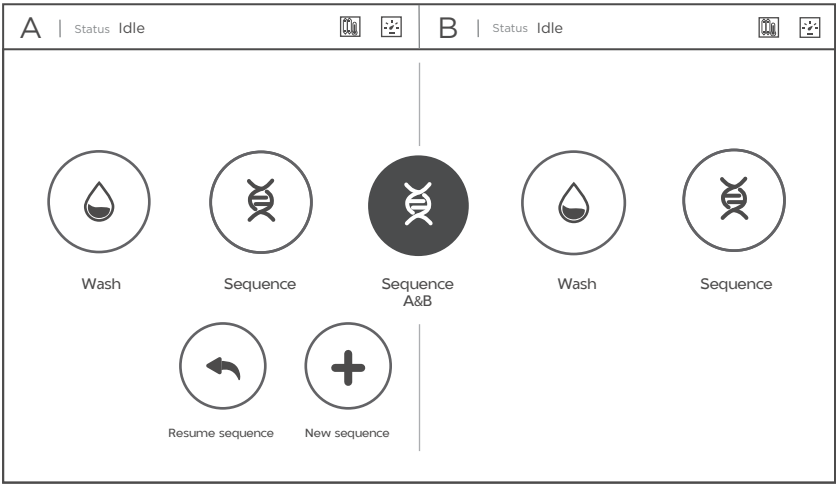 A
Status Idle
B
Status Idle
Wash
Sequence
Sequence
A&B
Wash
Sequence
Resume sequence
New sequence